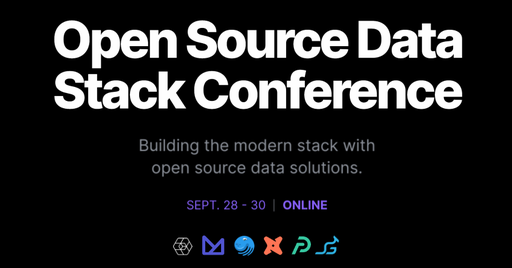 Open Source Data
Stack Conference
Building the modern stack with
open source data solutions.
SEPT. 28 - 30 | ONLINE